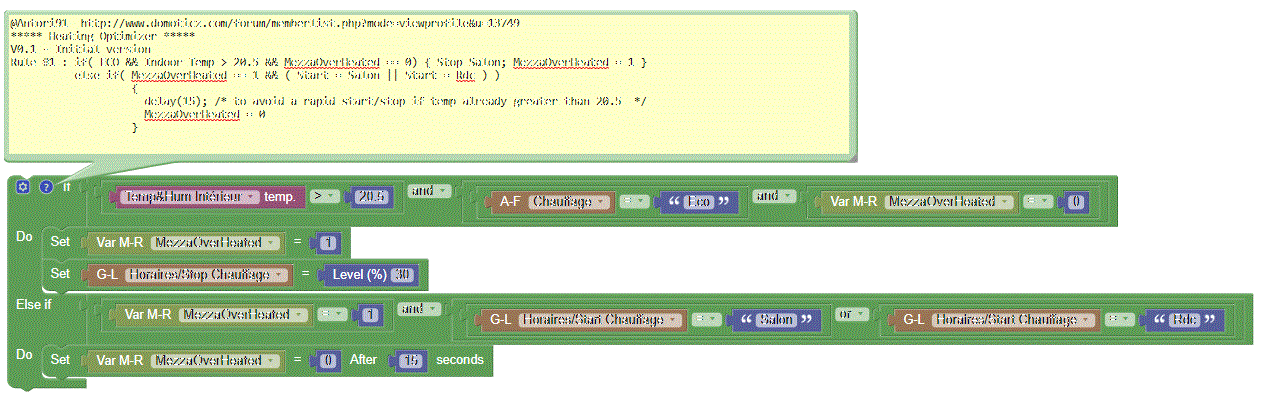 @Antori91 http://www.domoticz.com/forum/memberlist.php?mode=viewprofile&u=13749
***** Heating Optimizer *****
V0.1 - Initial version
Rule #1 : if( ECO && Indoor Temp > 20.5 && MezzaOverHeated == 0) { Stop Salon; MezzaOverHeated = 1 }
else if( MezzaOverHeated == 1 && ( Start = Salon || Start = Rdc ) )
{
delay(15); /* to avoid a rapid start/stop if temp already greater than 20.5 */
MezzaOverHeated = 0
}
? If Temp&Hum Intérieur temp. > 20.5 and A-F Chauffage = “ Eco ” and Var M-R MezzaOverHeated = 0
Do Set Var M-R MezzaOverHeated = 1
Set G-L Horaires/Stop Chauffage = Level (%) 30
Else if Var M-R MezzaOverHeated = 1 and G-L Horaires/Start Chauffage = “ Salon ” or G-L Horaires/Start Chauffage = “ Rdc ”
Do Set Var M-R MezzaOverHeated = 0 After 15 seconds